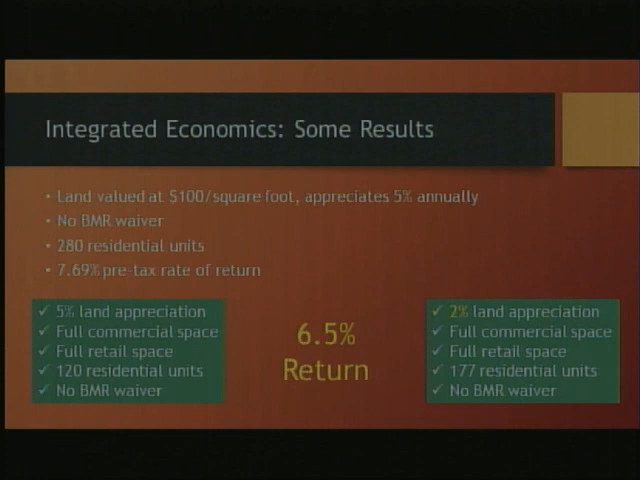 Integrated Economics: Some Results
• Land valued at $100/square foot, appreciates 5% annually
• No BMR waiver
• 280 residential units
• 7.69% pre-tax rate of return
✓ 5% land appreciation
✓ Full commercial space
✓ Full retail space
✓ 120 residential units
✓ No BMR waiver
6.5%
Return
✓ 2% land appreciation
✓ Full commercial space
✓ Full retail space
✓ 177 residential units
✓ No BMR waiver